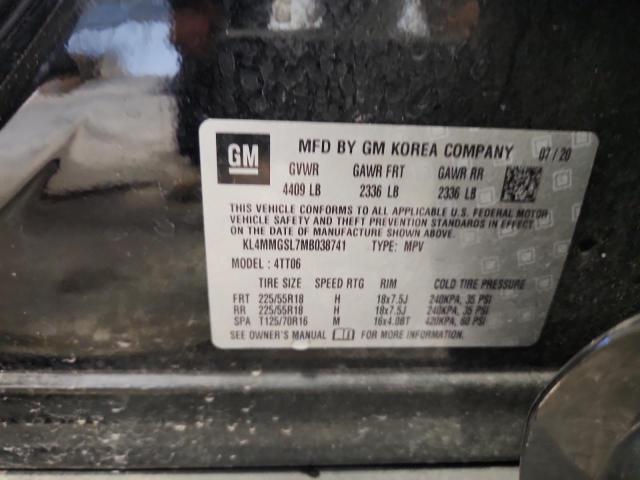 GM
MFD BY GM KOREA COMPANY 07/20
GVWR GAWR FRT GAWR RR
4409 LB 2336 LB 2336 LB
THIS VEHICLE CONFORMS TO ALL APPLICABLE U.S. FEDERAL MOTOR
VEHICLE SAFETY AND THEFT PREVENTION STANDARDS IN EFFECT
ON THE DATE OF MANUFACTURE SHOWN ABOVE.
KL4MMGSL7MB038741 TYPE: MPV
MODEL : 4TT06
TIRE SIZE SPEED RTG RIM COLD TIRE PRESSURE
FRT 225/55R18 H 18x7.5J 240KPA, 35 PSI
RR 225/55R18 H 18x7.5J 240KPA, 35 PSI
SPA T125/70R16 M 16x4.0BT 420KPA, 60 PSI
SEE OWNER'S MANUAL FOR MORE INFORMATION